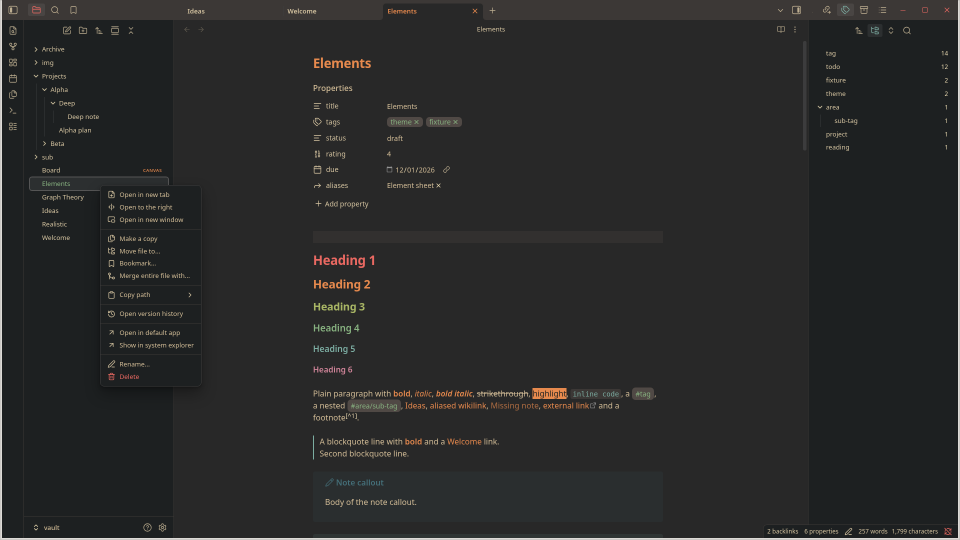 Ideas
Welcome
Elements
Elements
Archive
img
Projects
Alpha
Deep
Deep note
Alpha plan
Beta
sub
Board
CANVAS
Elements
Graph Theory
Ideas
Realistic
Welcome
Open in new tab
Open to the right
Open in new window
Make a copy
Move file to...
Bookmark...
Merge entire file with...
Copy path
Open version history
Open in default app
Show in system explorer
Rename...
Delete
vault
Elements
Properties
title Elements
tags theme fixture
status draft
rating 4
due 12/01/2026
aliases Element sheet
Add property
Heading 1
Heading 2
Heading 3
Heading 4
Heading 5
Heading 6
Plain paragraph with bold, italic, bold italic, strikethrough, highlight, inline code, a #tag,
a nested #area/sub-tag, Ideas, aliased wikilink, Missing note, external link and a
footnote[^1].
A blockquote line with bold and a Welcome link.
Second blockquote line.
Note callout
Body of the note callout.
tag 14
todo 12
fixture 2
theme 2
area 1
sub-tag 1
project 1
reading 1
2 backlinks 6 properties 257 words 1,799 characters